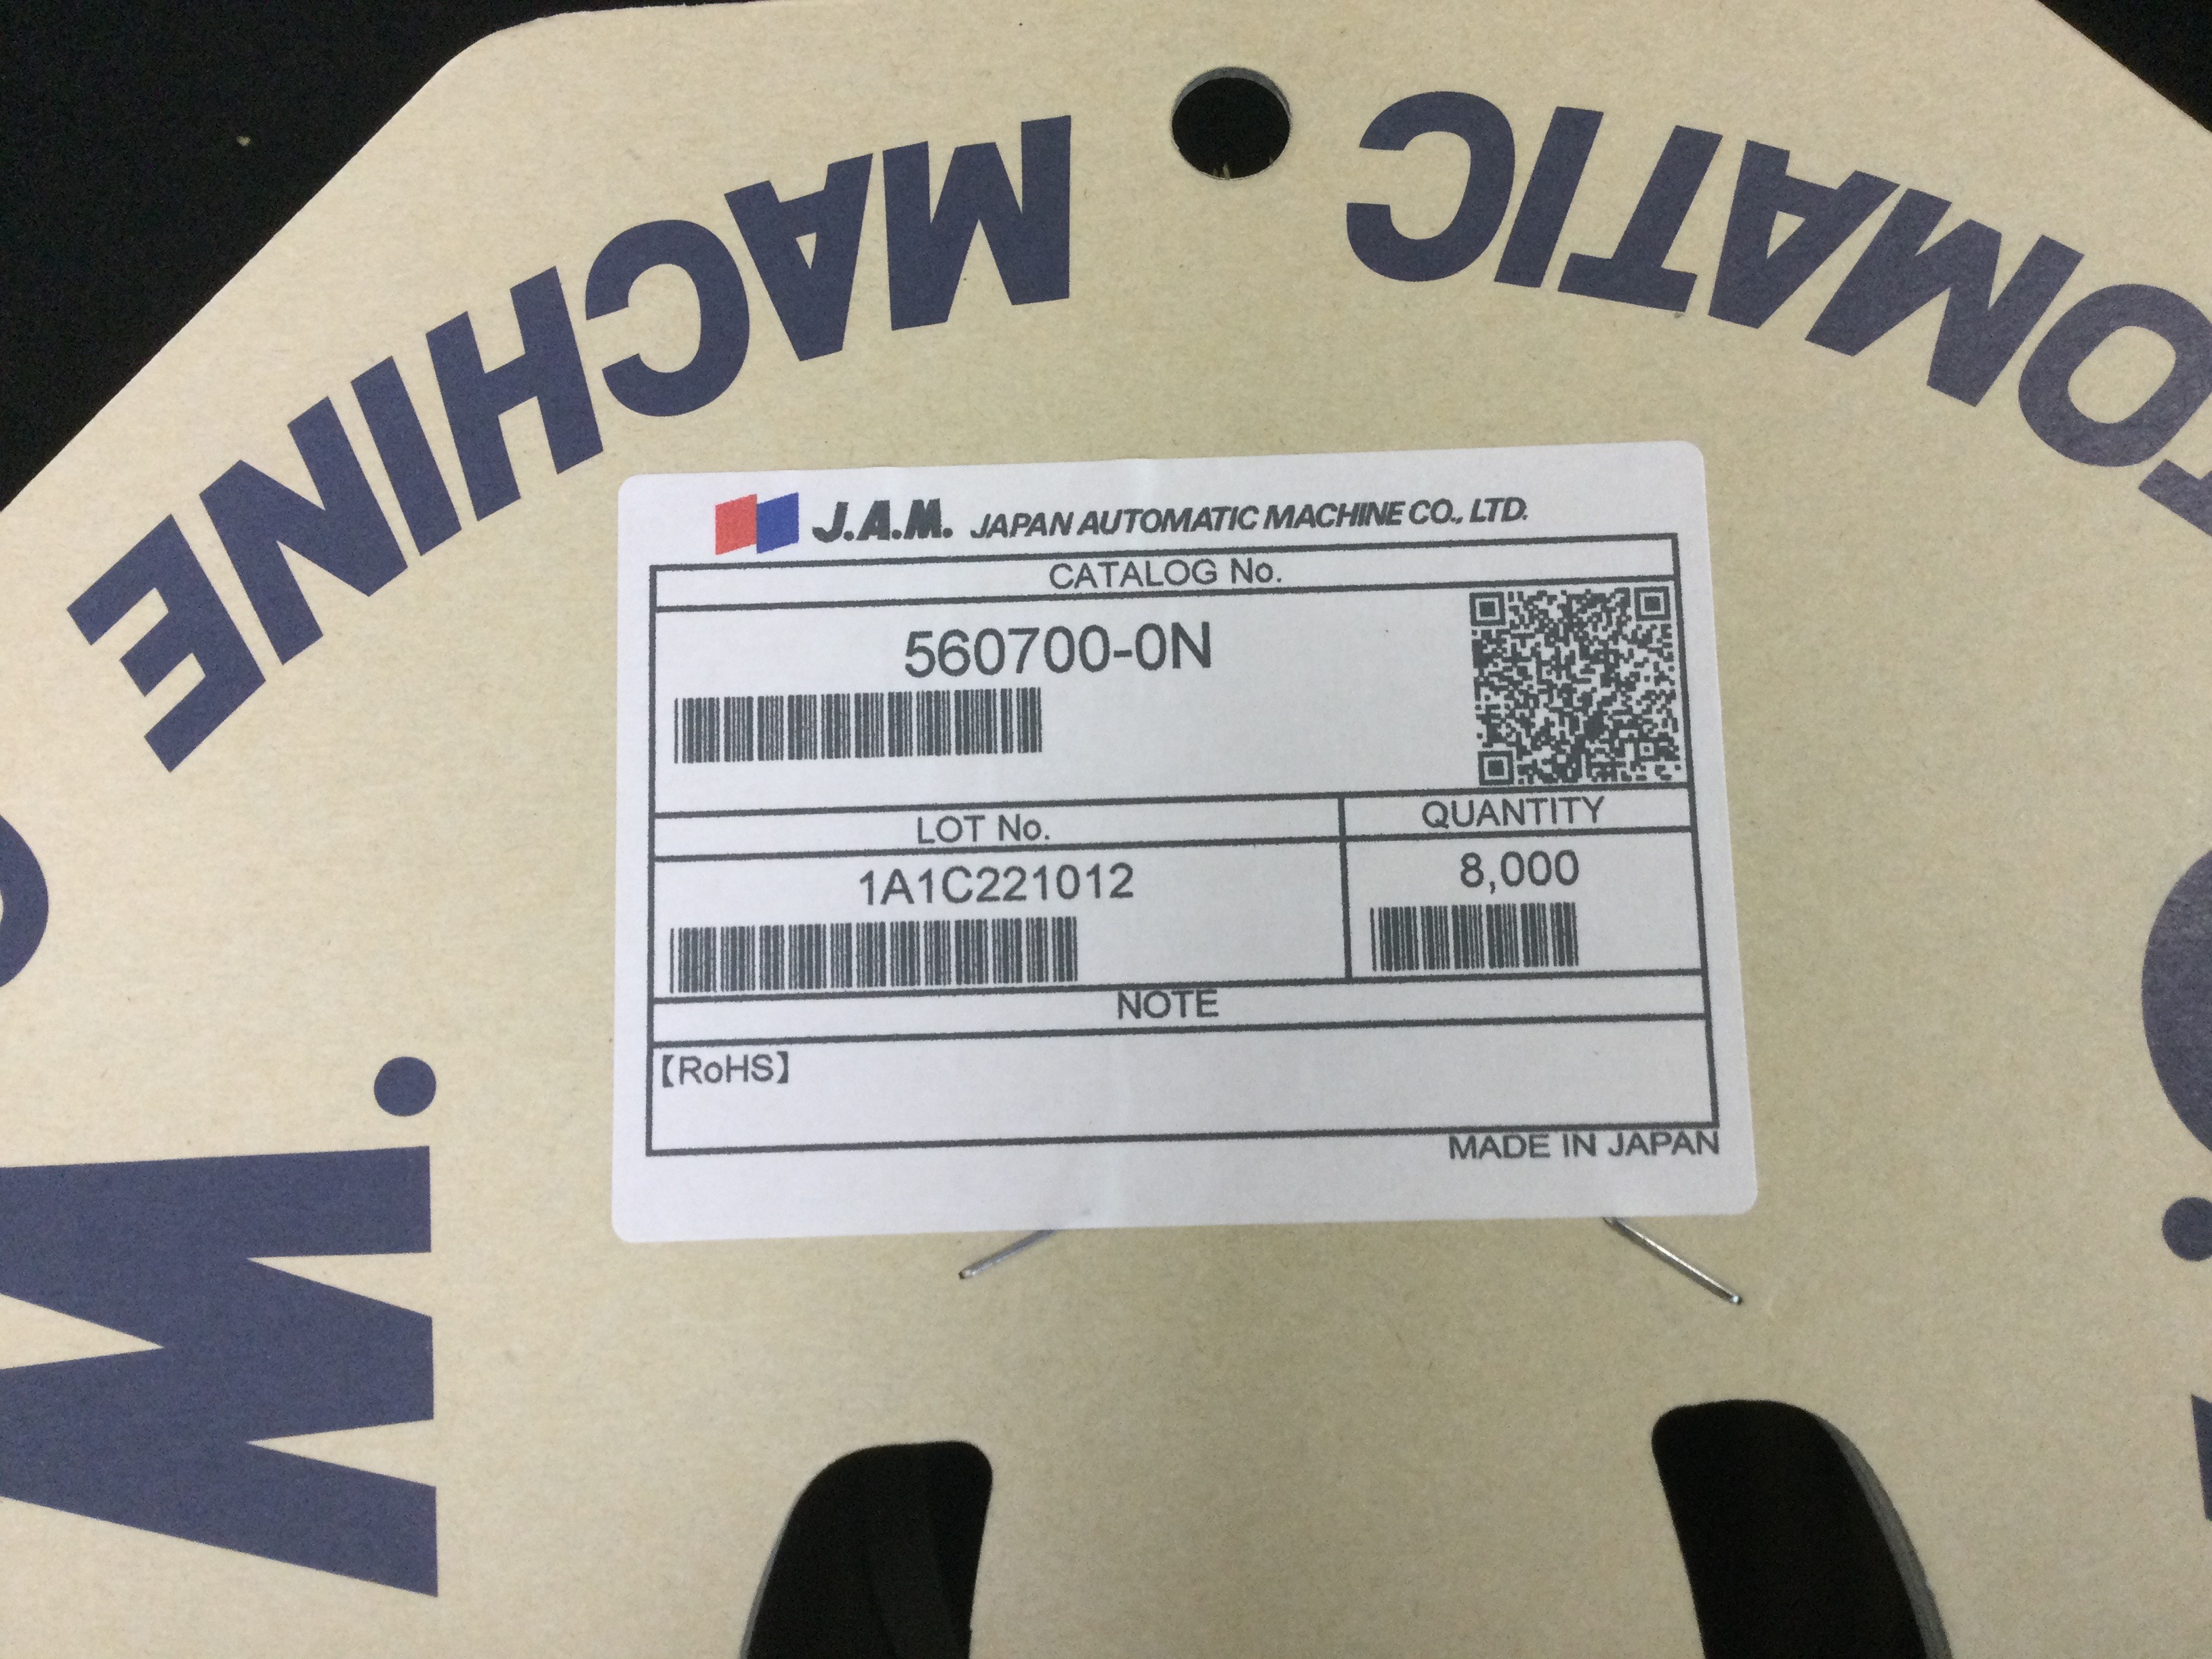 MACHINE
OMATIC
M.
J.A.M. JAPAN AUTOMATIC MACHINE CO., LTD.
CATALOG No.
560700-0N
LOT No.
QUANTITY
1A1C221012
8,000
NOTE
【RoHS】
MADE IN JAPAN